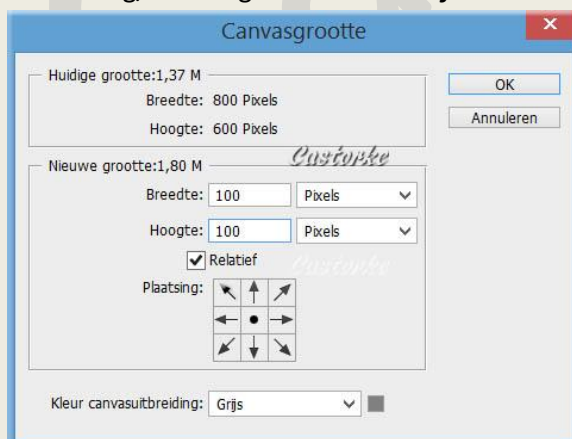 Canvasgrootte
Huidige grootte:1,37 M
OK
Breedte: 800 Pixels
Annuleren
Hoogte: 600 Pixels
Castorke
Nieuwe grootte:1,80 M
Breedte: 100 Pixels
Hoogte: 100 Pixels
Relatief
Castorke
Plaatsing:
Kleur canvasuitbreiding: Grijs